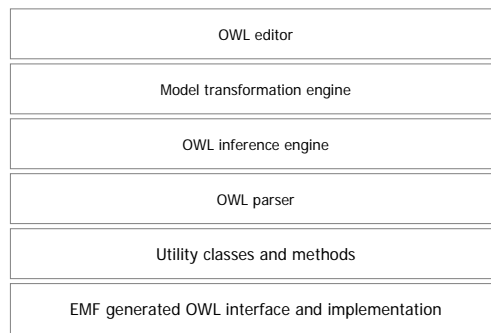 OWL editor
Model transformation engine
OWL inference engine
OWL parser
Utility classes and methods
EMF generated OWL interface and implementation